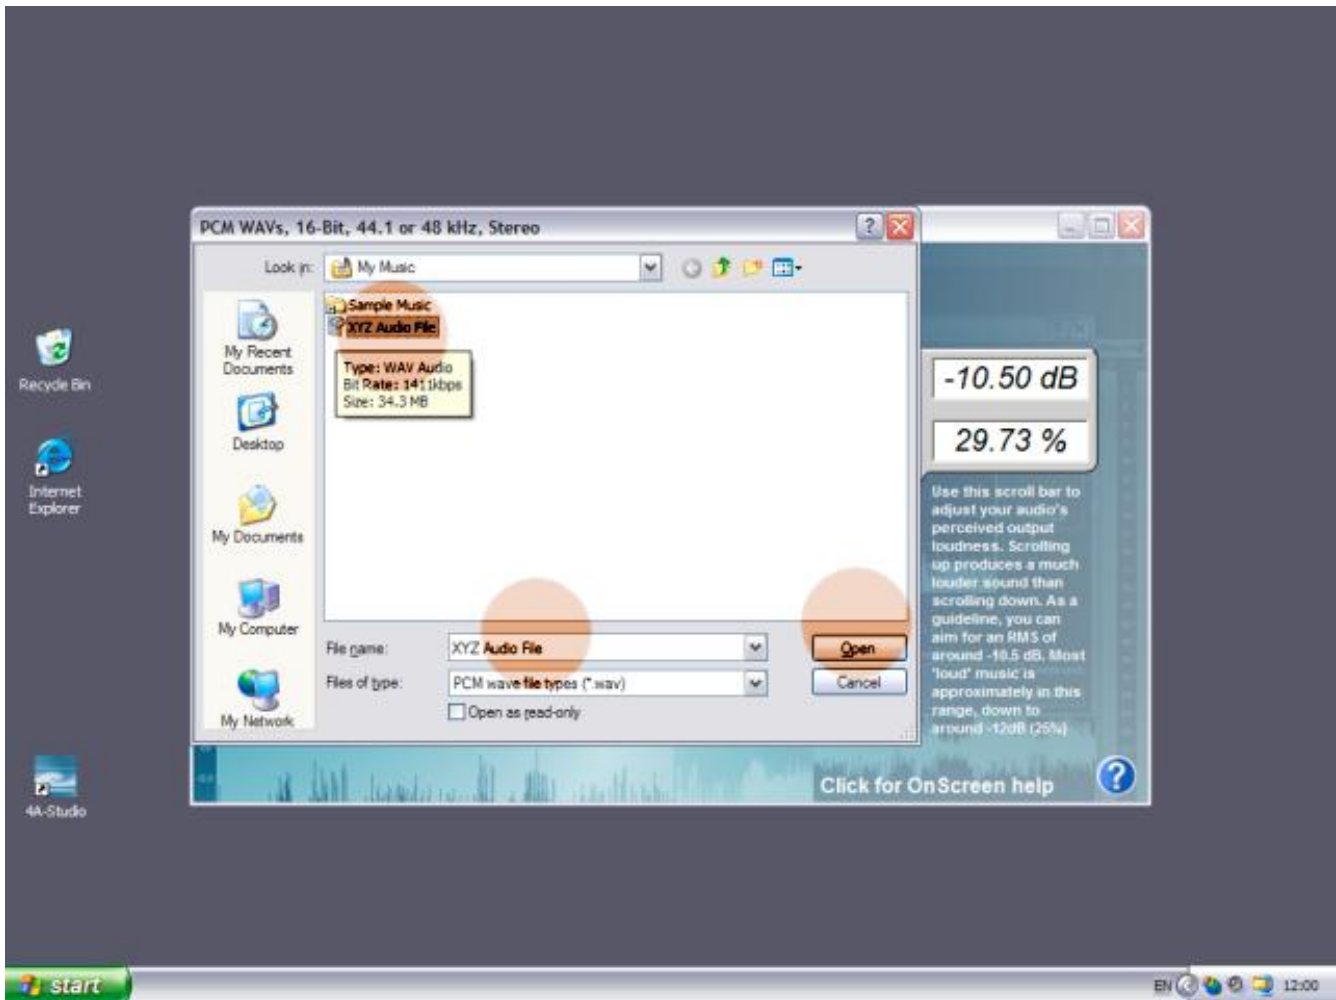 PCM WAVs, 16-Bit, 44.1 or 48 kHz, Stereo
Look in:
My Music
Sample Music
XYZ Audio File
Type: WAV Audio
Bit Rate: 1411kbps
Size: 34.3 MB
My Recent
Documents
Desktop
My Documents
My Computer
My Network
File name:
XYZ Audio File
Open
Files of type:
PCM wave file types (*.wav)
Cancel
Open as read-only
-10.50 dB
29.73 %
Use this scroll bar to
adjust your audio's
perceived output
loudness. Scrolling
up produces a much
louder sound than
scrolling down. As a
guideline, you can
aim for an RMS of
around -10.5 dB. Most
'loud' music is
approximately in this
range, down to
around -12dB (25%)
Click for OnScreen help
Recycle Bin
Internet
Explorer
4A-Studio
start
EN
12:00